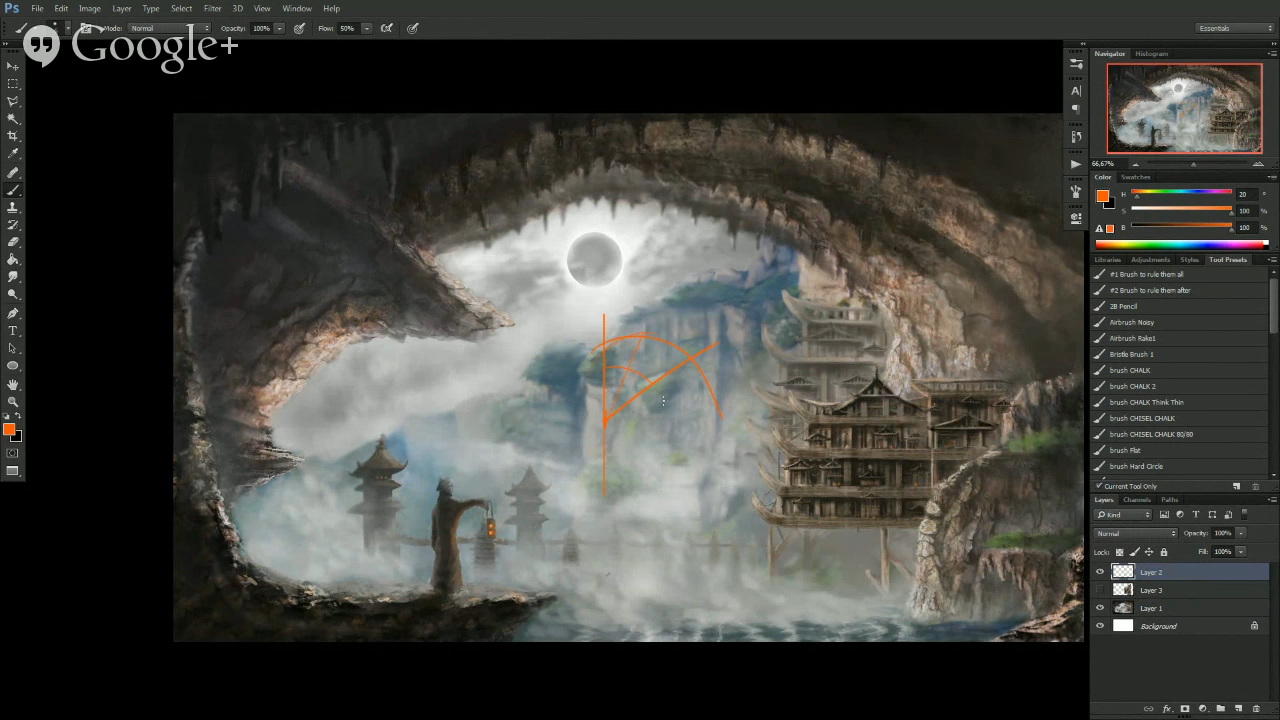 Ps File Edit Image Layer Type Select Filter 3D View Window Help
Mode: Normal Opacity: 100% Flow: 50% Essentials
Google+
Navigator Histogram
66,67%
Color Swatches
H 20 °
S 100 %
B 100 %
Libraries Adjustments Styles Tool Presets
#1 Brush to rule them all
#2 Brush to rule them after
2B Pencil
Airbrush Noisy
Airbrush Rake1
Bristle Brush 1
brush CHALK
brush CHALK 2
brush CHALK Think Thin
brush CHISEL CHALK
brush CHISEL CHALK 80/80
brush Flat
brush Hard Circle
Current Tool Only
Layers Channels Paths
Kind
Normal Opacity: 100%
Lock: Fill: 100%
Layer 2
Layer 3
Layer 1
Background